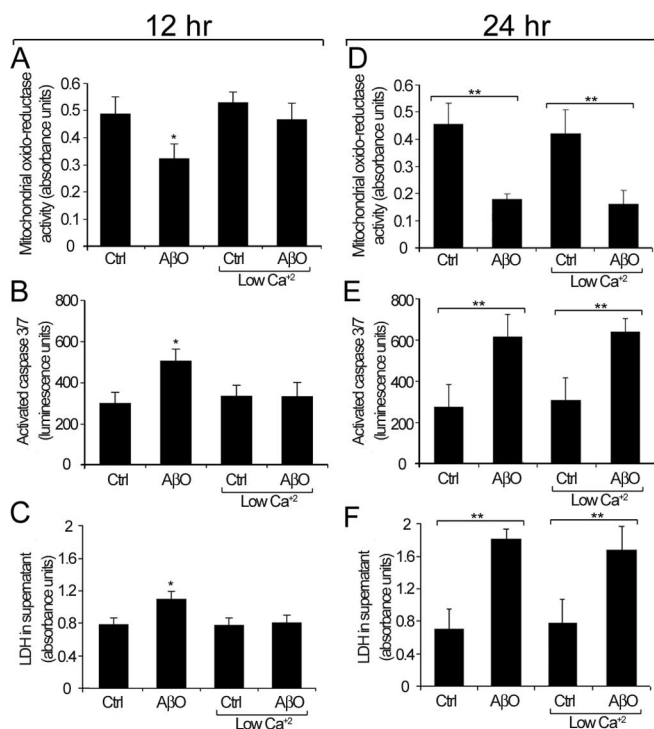 12 hr
24 hr
A
Mitochondrial oxido-reductase
activity (absorbance units)
0.6
0.5
0.4
0.3
0.2
0.1
0
*
Ctrl AβO Ctrl AβO
Low Ca+2
D
Mitochondrial oxido-reductase
activity (absorbance units)
0.6
0.5
0.4
0.3
0.2
0.1
0
** **
Ctrl AβO Ctrl AβO
Low Ca+2
B
Activated caspase 3/7
(luminescence units)
800
600
400
300
0
*
Ctrl AβO Ctrl AβO
Low Ca+2
E
Activated caspase 3/7
(luminescence units)
800
600
400
200
0
** **
Ctrl AβO Ctrl AβO
Low Ca+2
C
LDH in supernatant
(absorbance units)
2
1.6
1.2
0.8
0.4
0
*
Ctrl AβO Ctrl AβO
Low Ca+2
F
LDH in supernatant
(absorbance units)
2
1.6
1.2
0.8
0.4
0
** **
Ctrl AβO Ctrl AβO
Low Ca+2